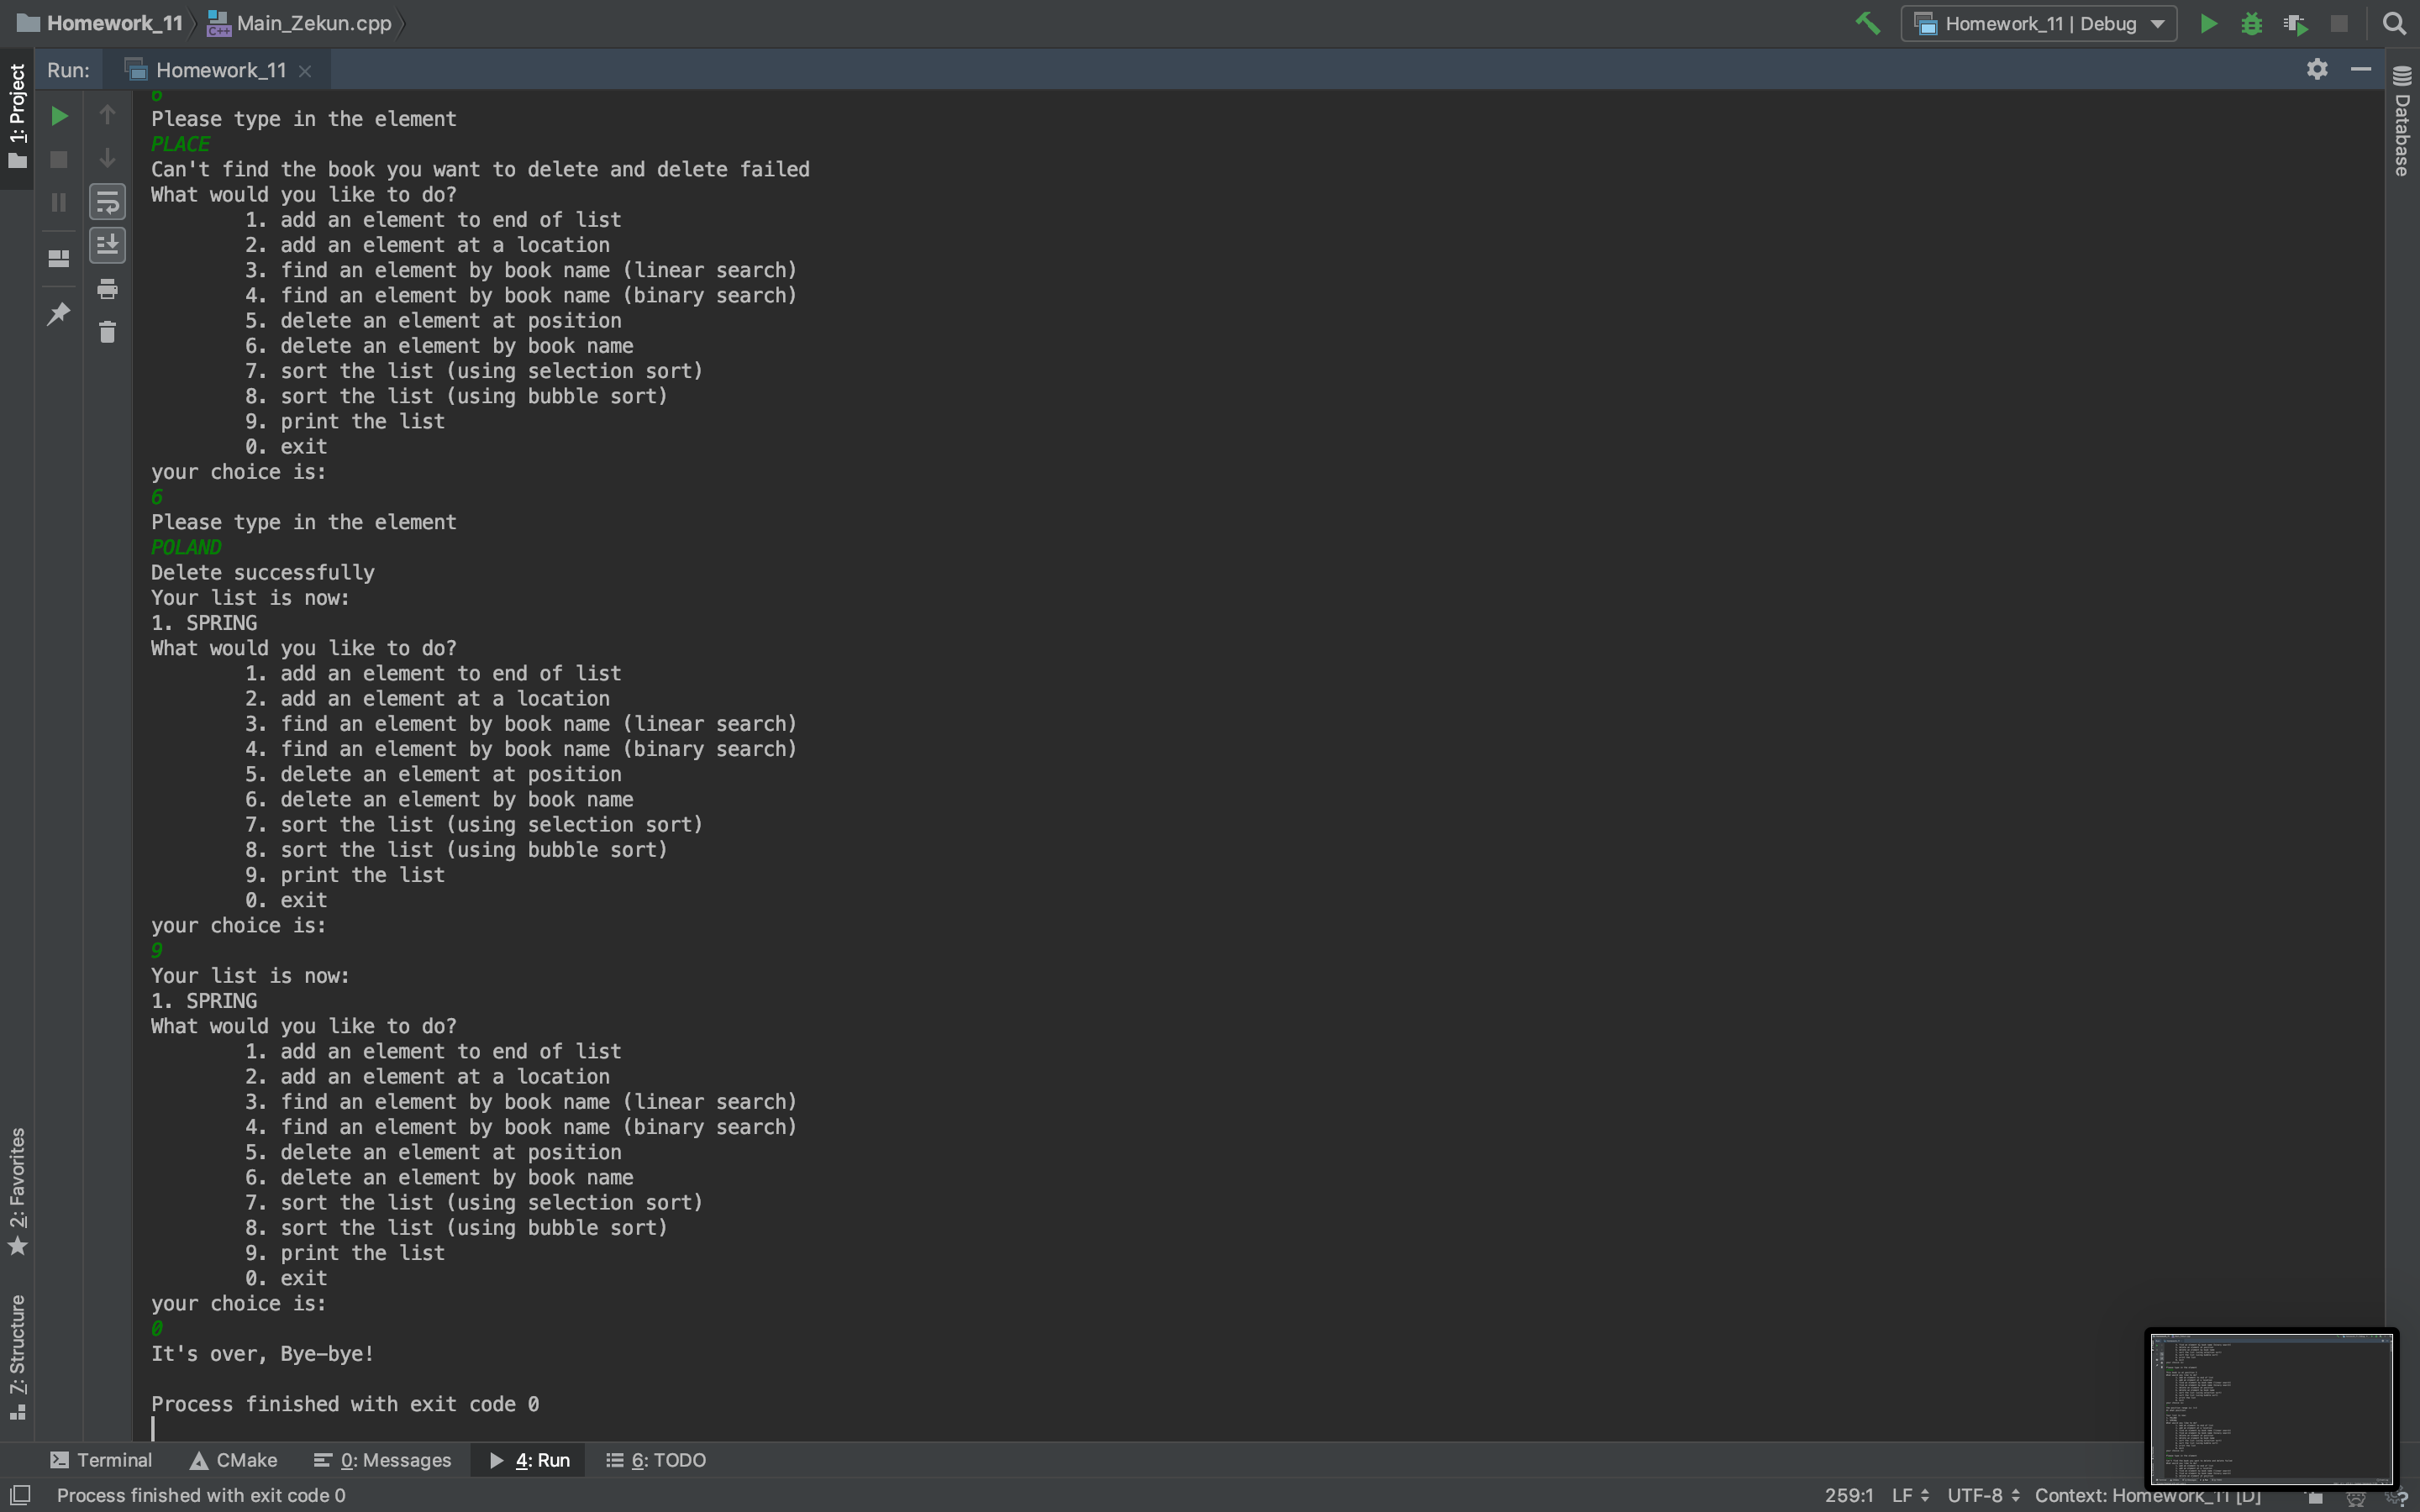 Homework_11 Main_Zekun.cpp Homework_11 | Debug
Run: Homework_11
1: Project
Database
6
Please type in the element
PLACE
Can't find the book you want to delete and delete failed
What would you like to do?
1. add an element to end of list
2. add an element at a location
3. find an element by book name (linear search)
4. find an element by book name (binary search)
5. delete an element at position
6. delete an element by book name
7. sort the list (using selection sort)
8. sort the list (using bubble sort)
9. print the list
0. exit
your choice is:
6
Please type in the element
POLAND
Delete successfully
Your list is now:
1. SPRING
What would you like to do?
1. add an element to end of list
2. add an element at a location
3. find an element by book name (linear search)
4. find an element by book name (binary search)
5. delete an element at position
6. delete an element by book name
7. sort the list (using selection sort)
8. sort the list (using bubble sort)
9. print the list
0. exit
your choice is:
9
Your list is now:
1. SPRING
What would you like to do?
1. add an element to end of list
2. add an element at a location
3. find an element by book name (linear search)
4. find an element by book name (binary search)
5. delete an element at position
6. delete an element by book name
7. sort the list (using selection sort)
8. sort the list (using bubble sort)
9. print the list
0. exit
your choice is:
0
It's over, Bye-bye!
Process finished with exit code 0
2: Favorites
7: Structure
Terminal CMake 0: Messages 4: Run 6: TODO
Process finished with exit code 0 259:1 LF UTF-8 Context: Homework_11 [D]